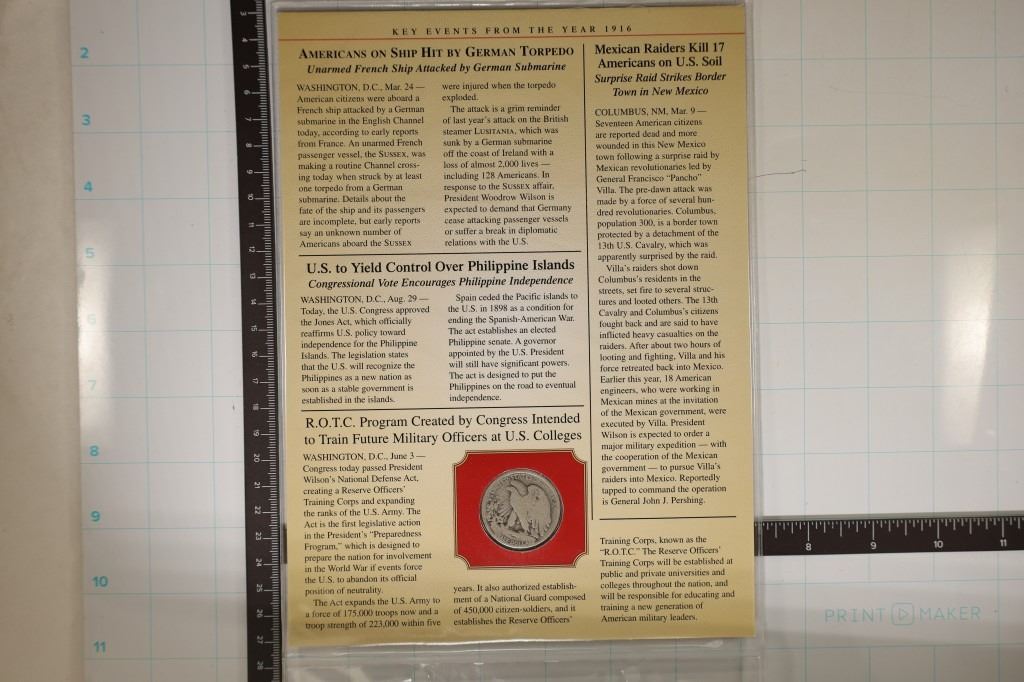 KEY EVENTS FROM THE YEAR 1916
AMERICANS ON SHIP HIT BY GERMAN TORPEDO
Unarmed French Ship Attacked by German Submarine
WASHINGTON, D.C., Mar. 24 —
American citizens were aboard a
French ship attacked by a German
submarine in the English Channel
today, according to early reports
from France. An unarmed French
passenger vessel, the SUSSEX, was
making a routine Channel cross-
ing today when struck by at least
one torpedo from a German
submarine. Details about the
fate of the ship and its passengers
are incomplete, but early reports
say an unknown number of
Americans aboard the SUSSEX
were injured when the torpedo
exploded.
The attack is a grim reminder
of last year's attack on the British
steamer LUSITANIA, which was
sunk by a German submarine
off the coast of Ireland with a
loss of almost 2,000 lives —
including 128 Americans. In
response to the SUSSEX affair,
President Woodrow Wilson is
expected to demand that Germany
cease attacking passenger vessels
or suffer a break in diplomatic
relations with the U.S.
Mexican Raiders Kill 17
Americans on U.S. Soil
Surprise Raid Strikes Border
Town in New Mexico
COLUMBUS, NM, Mar. 9 —
Seventeen American citizens
are reported dead and more
wounded in this New Mexico
town following a surprise raid by
Mexican revolutionaries led by
General Francisco "Pancho"
Villa. The pre-dawn attack was
made by a force of several hun-
dred revolutionaries. Columbus,
population 300, is a border town
protected by a detachment of the
13th U.S. Cavalry, which was
apparently surprised by the raid.
Villa's raiders shot down
Columbus's residents in the
streets, set fire to several struc-
tures and looted others. The 13th
Cavalry and Columbus's citizens
fought back and are said to have
inflicted heavy casualties on the
raiders. After about two hours of
looting and fighting, Villa and his
force retreated back into Mexico.
Earlier this year, 18 American
engineers, who were working in
Mexican mines at the invitation
of the Mexican government, were
executed by Villa. President
Wilson is expected to order a
major military expedition — with
the cooperation of the Mexican
government — to pursue Villa's
raiders into Mexico. Reportedly
tapped to command the operation
is General John J. Pershing.
U.S. to Yield Control Over Philippine Islands
Congressional Vote Encourages Philippine Independence
WASHINGTON, D.C., Aug. 29 —
Today, the U.S. Congress approved
the Jones Act, which officially
reaffirms U.S. policy toward
independence for the Philippine
Islands. The legislation states
that the U.S. will recognize the
Philippines as a new nation as
soon as a stable government is
established in the islands.
Spain ceded the Pacific islands to
the U.S. in 1898 as a condition for
ending the Spanish-American War.
The act establishes an elected
Philippine senate. A governor
appointed by the U.S. President
will still have significant powers.
The act is designed to put the
Philippines on the road to eventual
independence.
R.O.T.C. Program Created by Congress Intended
to Train Future Military Officers at U.S. Colleges
WASHINGTON, D.C., June 3 —
Congress today passed President
Wilson's National Defense Act,
creating a Reserve Officers'
Training Corps and expanding
the ranks of the U.S. Army. The
Act is the first legislative action
in the President's "Preparedness
Program," which is designed to
prepare the nation for involvement
in the World War if events force
the U.S. to abandon its official
position of neutrality.
The Act expands the U.S. Army to
a force of 175,000 troops now and a
troop strength of 223,000 within five
years. It also authorized establish-
ment of a National Guard composed
of 450,000 citizen-soldiers, and it
establishes the Reserve Officers'
Training Corps, known as the
"R.O.T.C." The Reserve Officers'
Training Corps will be established at
public and private universities and
colleges throughout the nation, and
will be responsible for educating and
training a new generation of
American military leaders.
2
3
4
5
6
7
8
9
10
11
8 9 10 11
PRINT MAKER